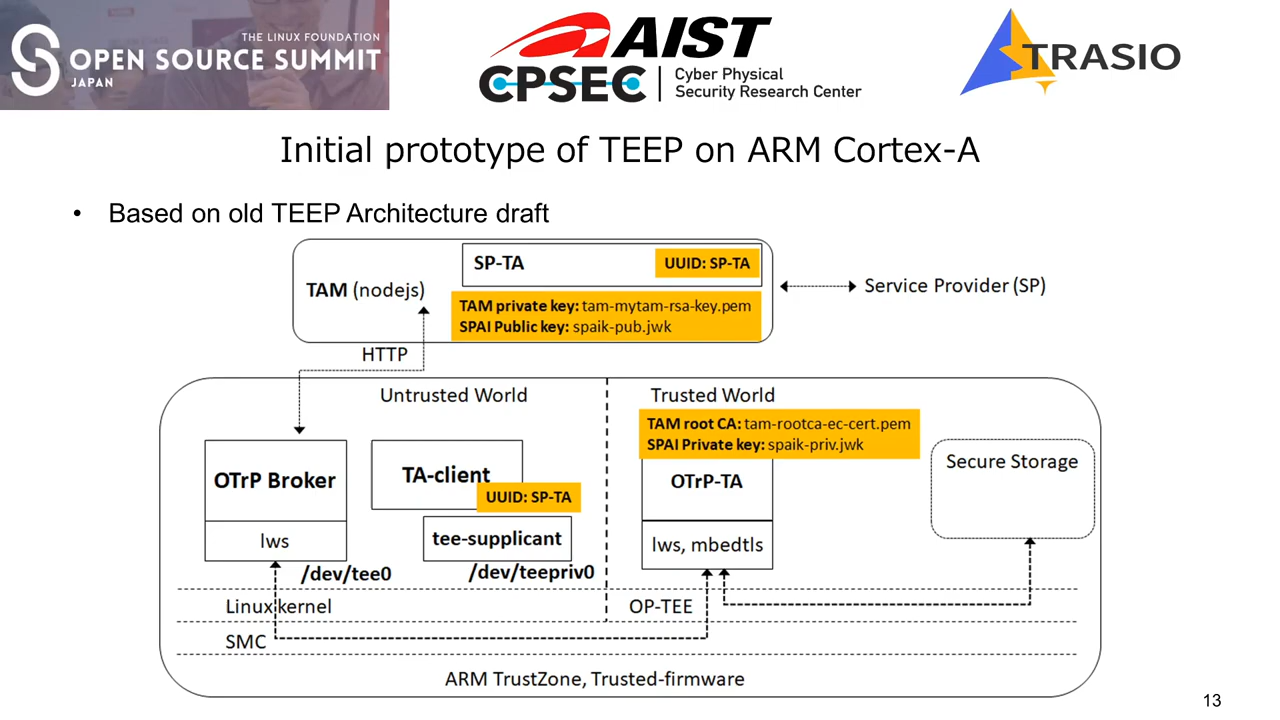 THE LINUX FOUNDATION
OPEN SOURCE SUMMIT
JAPAN
AIST
CPSEC
Cyber Physical
Security Research Center
TRASIO
Initial prototype of TEEP on ARM Cortex-A
• Based on old TEEP Architecture draft
SP-TA
UUID: SP-TA
TAM (nodejs)
Service Provider (SP)
TAM private key: tam-mytam-rsa-key.pem
SPAI Public key: spaik-pub.jwk
HTTP
Untrusted World
Trusted World
TAM root CA: tam-rootca-ec-cert.pem
SPAI Private key: spaik-priv.jwk
Secure Storage
OTrP Broker
TA-client
UUID: SP-TA
OTrP-TA
lws
tee-supplicant
lws, mbedtls
/dev/tee0
/dev/teepriv0
Linux kernel
OP-TEE
SMC
ARM TrustZone, Trusted-firmware
13